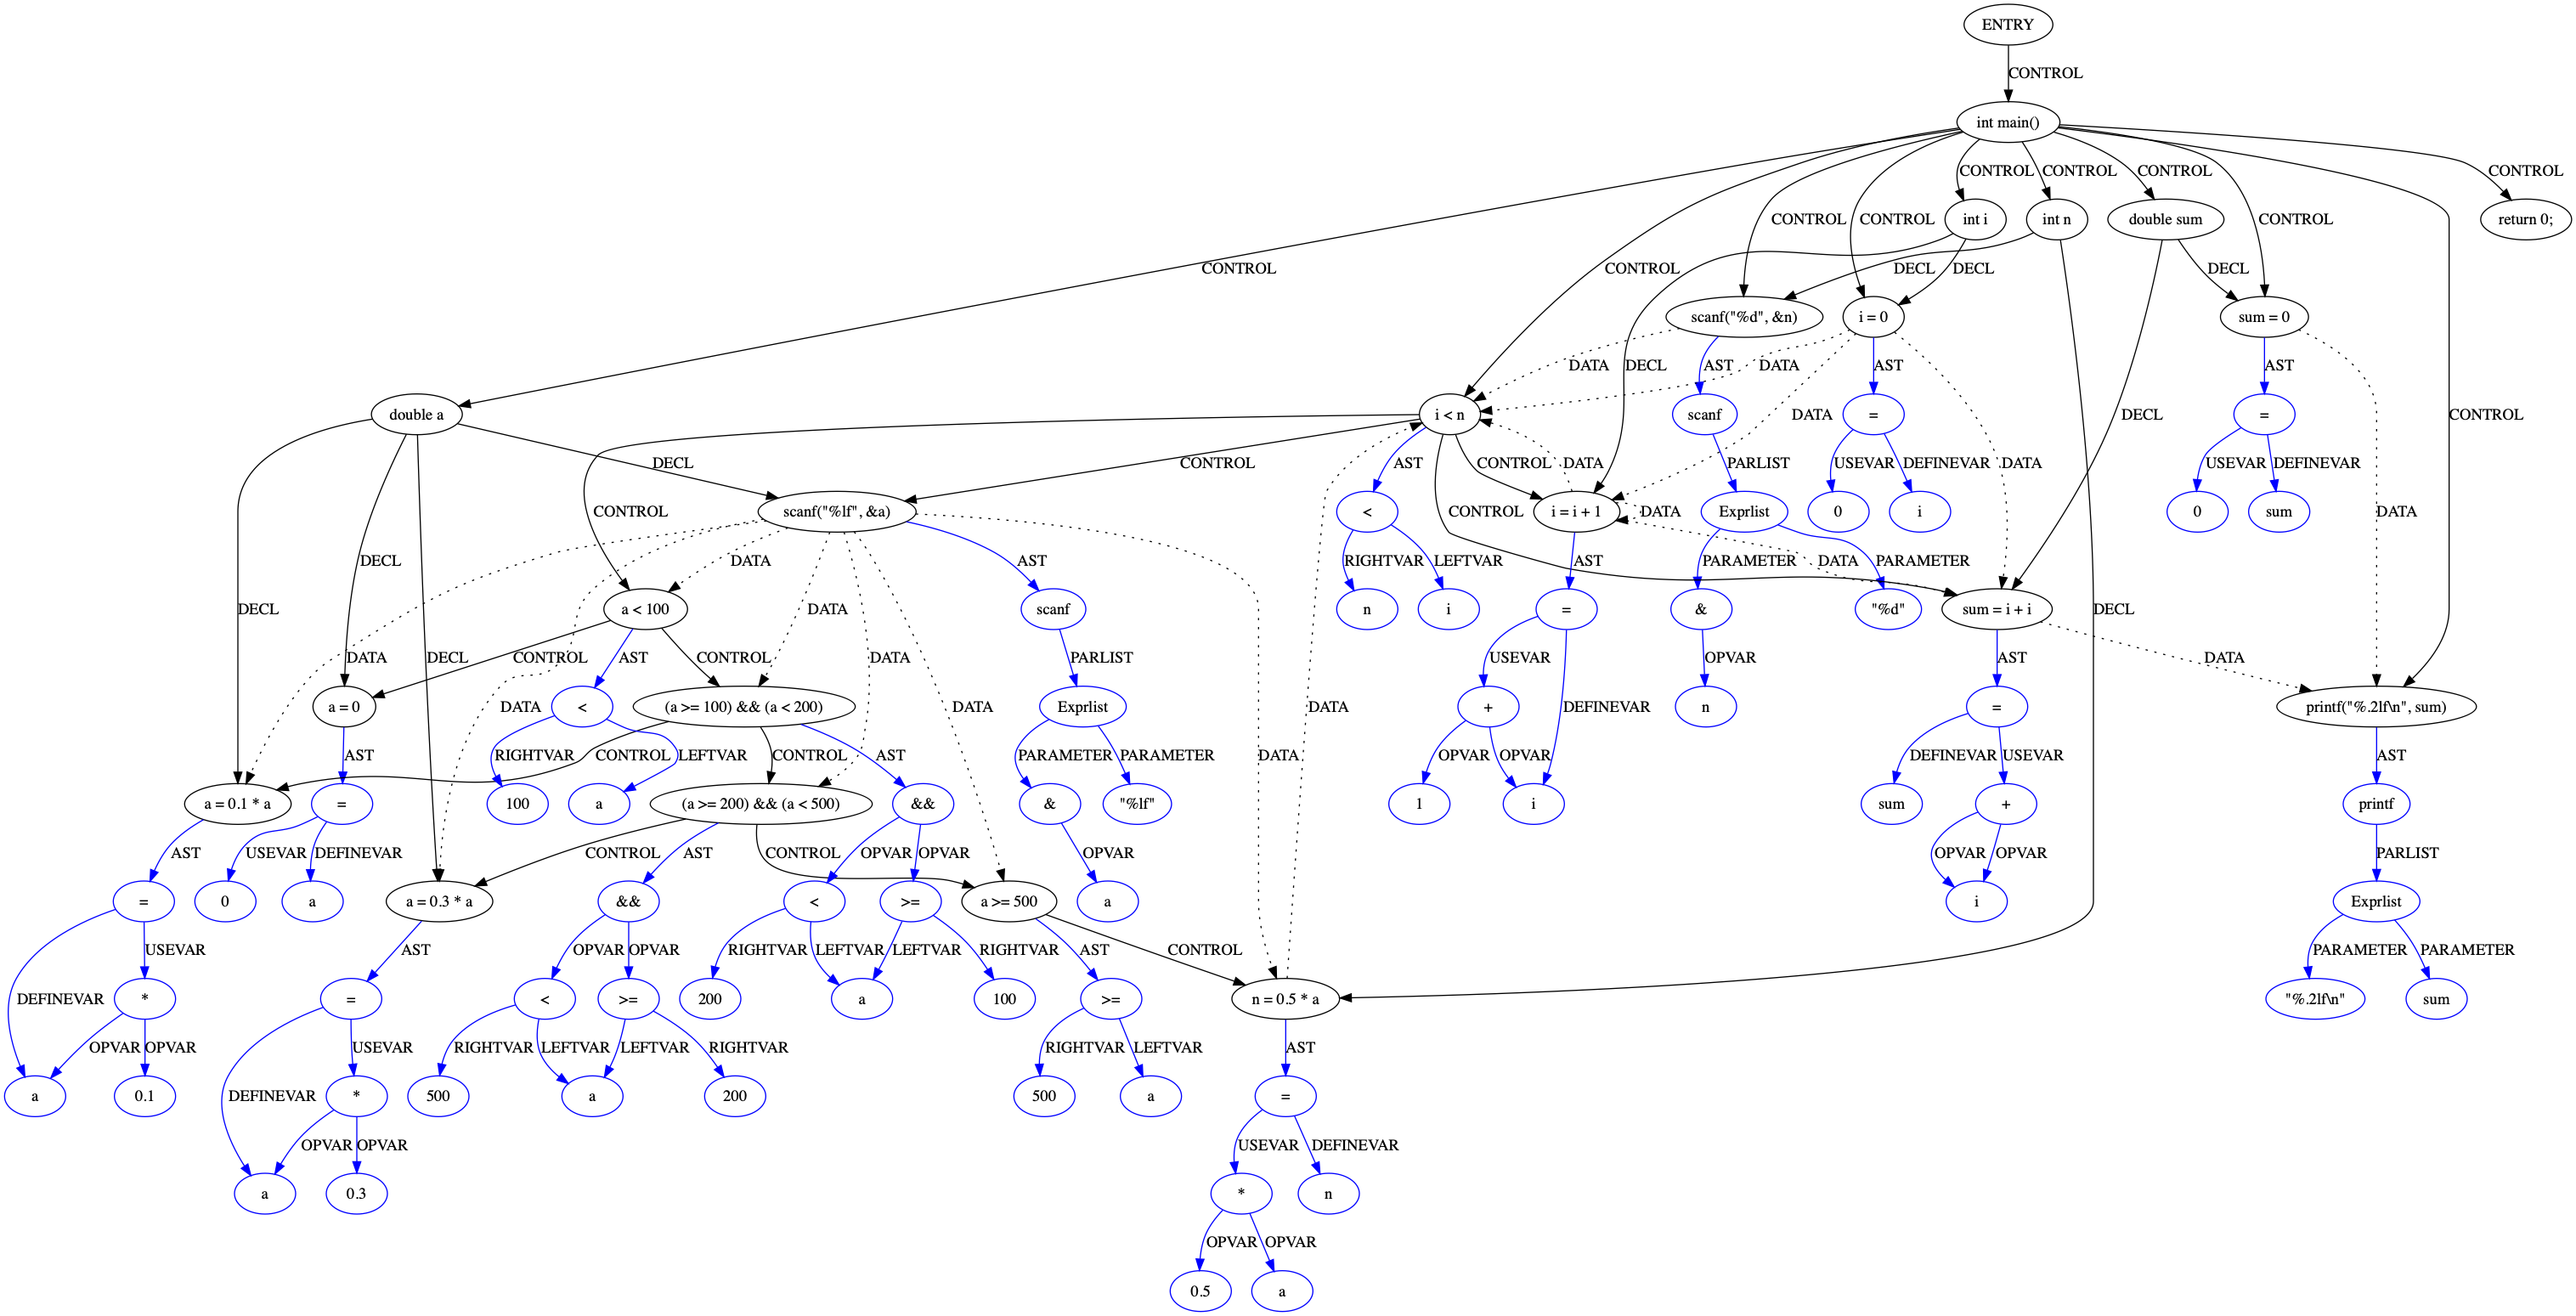 ENTRY
CONTROL
int main()
CONTROL CONTROL CONTROL CONTROL
CONTROL CONTROL CONTROL
int i int n double sum return 0;
CONTROL CONTROL DECL DECL DECL
scanf("%d", &n) i = 0 sum = 0
DATA AST DECL DATA AST AST
double a i < n scanf = DATA DECL = CONTROL
DECL CONTROL AST CONTROL DATA PARLIST USEVAR DEFINEVAR DATA USEVAR DEFINEVAR
scanf("%lf", &a) < i = i + 1 Exprlist 0 i 0 sum
CONTROL CONTROL DATA DATA
DECL DATA AST RIGHTVAR LEFTVAR AST PARAMETER DATA PARAMETER
a < 100 scanf n i = & "%d" sum = i + i
DECL DATA DECL
DATA DECL CONTROL AST CONTROL DATA PARLIST USEVAR OPVAR AST DATA
a = 0 < (a >= 100) && (a < 200) Exprlist + n = printf("%.2lf\n", sum)
DATA DATA DATA DATA DEFINEVAR
AST RIGHTVAR CONTROL LEFTVAR CONTROL AST PARAMETER PARAMETER DATA OPVAR OPVAR DEFINEVAR USEVAR AST
a = 0.1 * a = 100 a (a >= 200) && (a < 500) && & "%lf" 1 i sum + printf
AST USEVAR DEFINEVAR CONTROL AST CONTROL OPVAR OPVAR OPVAR OPVAR OPVAR PARLIST
= 0 a a = 0.3 * a && < >= a >= 500 a i Exprlist
USEVAR AST OPVAR OPVAR RIGHTVAR LEFTVAR LEFTVAR RIGHTVAR AST CONTROL PARAMETER PARAMETER
DEFINEVAR * = < >= 200 a 100 >= n = 0.5 * a "%.2lf\n" sum
OPVAR OPVAR USEVAR RIGHTVAR LEFTVAR LEFTVAR RIGHTVAR RIGHTVAR LEFTVAR AST
a 0.1 DEFINEVAR * 500 a 200 500 a =
OPVAR OPVAR USEVAR DEFINEVAR
a 0.3 * n
OPVAR OPVAR
0.5 a